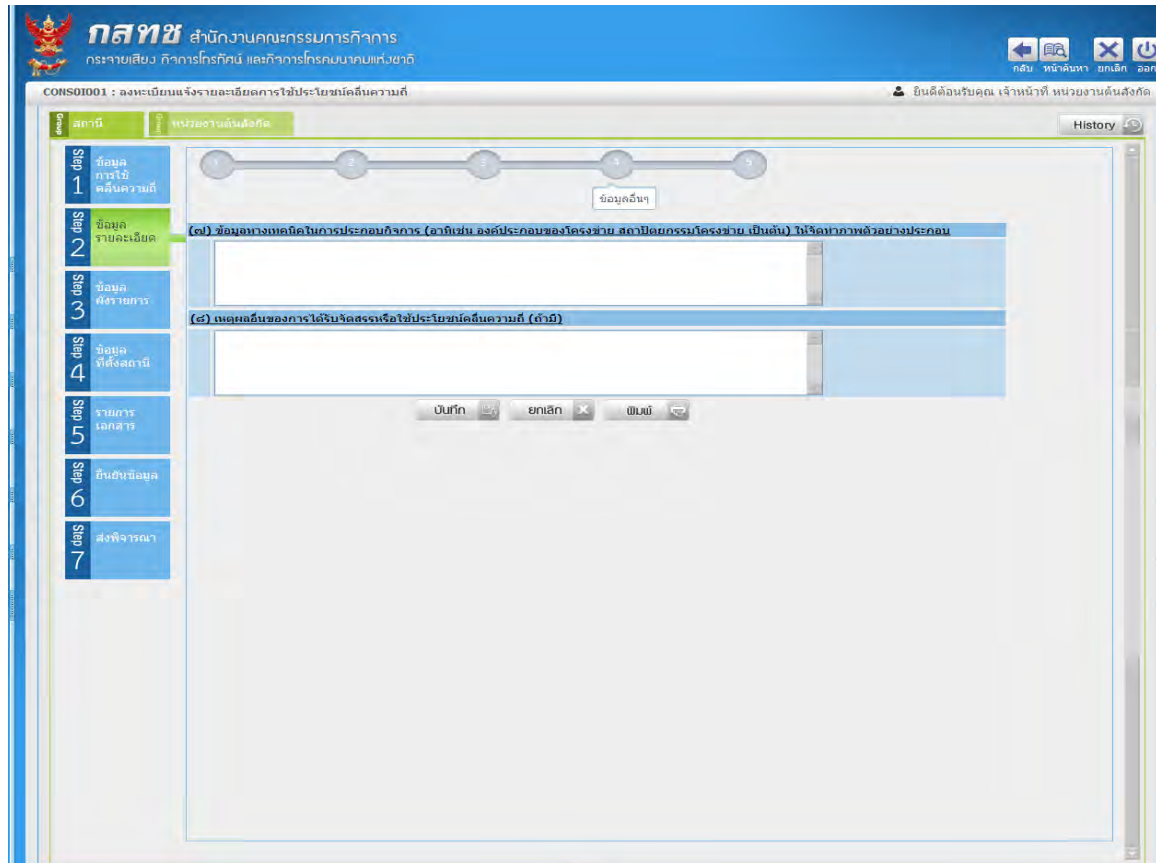 กสทช สำนักงานคณะกรรมการกิจการ
กระจายเสียง กิจการโทรทัศน์ และกิจการโทรคมนาคมแห่งชาติ
กลับ หน้าค้นหา ยกเลิก ออก
CONS0I001 : ลงทะเบียนแจ้งรายละเอียดการใช้ประโยชน์คลื่นความถี่
ยินดีต้อนรับคุณ เจ้าหน้าที่ หน่วยงานต้นสังกัด
Group สถานี
Group หน่วยงานต้นสังกัด
History
Step 1 ข้อมูล
การใช้
คลื่นความถี่
1 2 3 4 5
ข้อมูลอื่นๆ
Step 2 ข้อมูล
รายละเอียด
(๗) ข้อมูลทางเทคนิคในการประกอบกิจการ (อาทิเช่น องค์ประกอบของโครงข่าย สถาปัตยกรรมโครงข่าย เป็นต้น) ให้จัดทำภาพตัวอย่างประกอบ
Step 3 ข้อมูล
ผังรายการ
(๘) เหตุผลอื่นของการได้รับจัดสรรหรือใช้ประโยชน์คลื่นความถี่ (ถ้ามี)
Step 4 ข้อมูล
ที่ตั้งสถานี
บันทึก ยกเลิก พิมพ์
Step 5 รายการ
เอกสาร
Step 6 ยืนยันข้อมูล
Step 7 ส่งพิจารณา